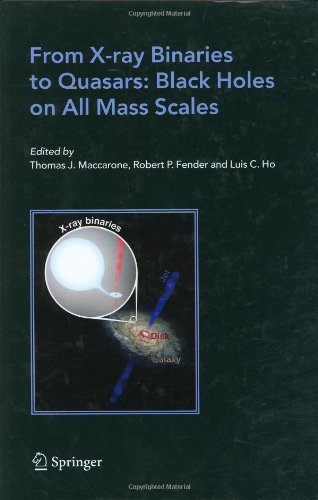 From X-ray Binaries
to Quasars: Black Holes
on All Mass Scales
Edited by
Thomas J. Maccarone, Robert P. Fender and Luis C. Ho
X-ray binaries
Jet
Disk
Galaxy
Springer